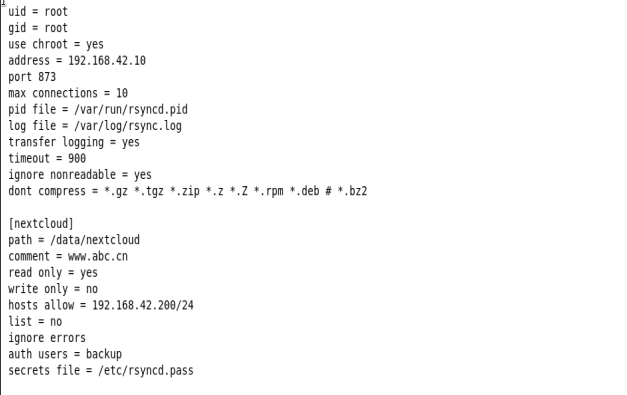 uid = root
gid = root
use chroot = yes
address = 192.168.42.10
port 873
max connections = 10
pid file = /var/run/rsyncd.pid
log file = /var/log/rsync.log
transfer logging = yes
timeout = 900
ignore nonreadable = yes
dont compress = *.gz *.tgz *.zip *.z *.Z *.rpm *.deb # *.bz2

[nextcloud]
path = /data/nextcloud
comment = www.abc.cn
read only = yes
write only = no
hosts allow = 192.168.42.200/24
list = no
ignore errors
auth users = backup
secrets file = /etc/rsyncd.pass